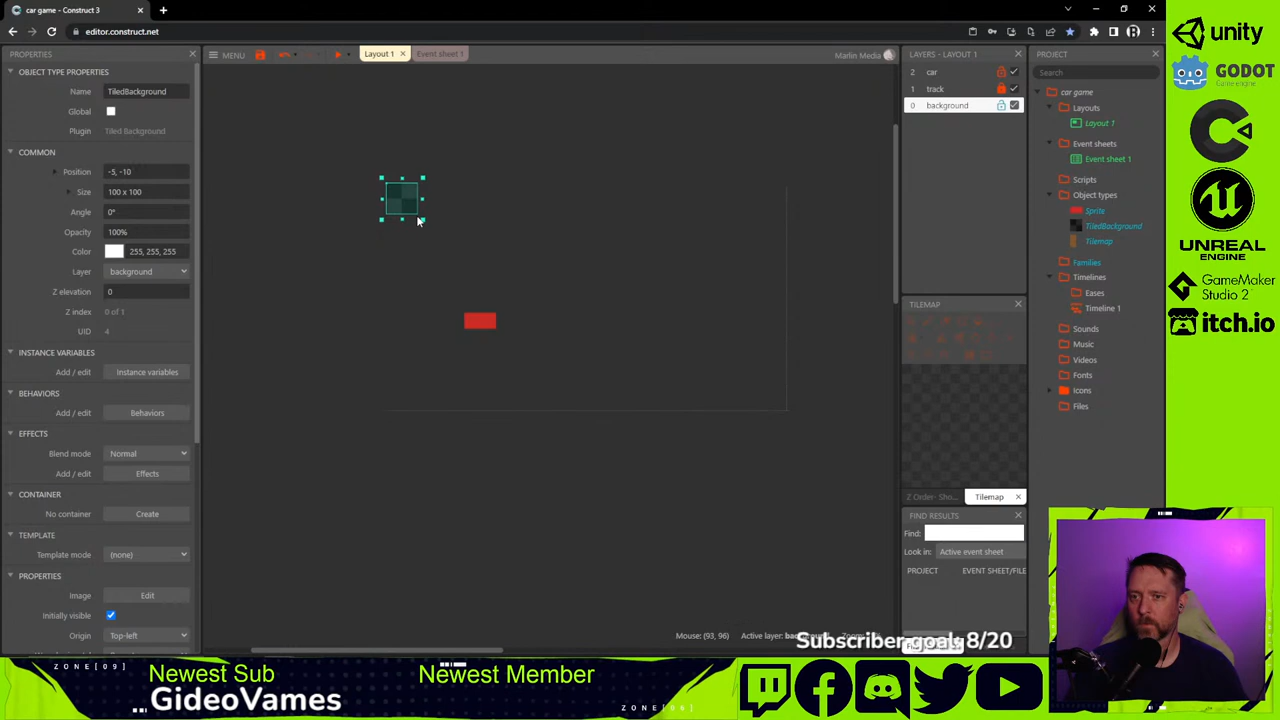 car game - Construct 3
editor.construct.net
PROPERTIES
MENU
Layout 1
Event sheet 1
Marlin Media
LAYERS - LAYOUT 1
PROJECT
OBJECT TYPE PROPERTIES
Name TiledBackground
Global
Plugin Tiled Background
COMMON
Position -5, -10
Size 100 x 100
Angle 0°
Opacity 100%
Color 255, 255, 255
Layer background
Z elevation 0
Z index 0 of 1
UID 4
INSTANCE VARIABLES
Add / edit Instance variables
BEHAVIORS
Add / edit Behaviors
EFFECTS
Blend mode Normal
Add / edit Effects
CONTAINER
No container Create
TEMPLATE
Template mode (none)
PROPERTIES
Image Edit
Initially visible
Origin Top-left
2 car
1 track
0 background
TILEMAP
Z Order - Sho...
Tilemap
FIND RESULTS
Find:
Look in: Active event sheet
PROJECT EVENT SHEET/FILE
Search
car game
Layouts
Layout 1
Event sheets
Event sheet 1
Scripts
Object types
Sprite
TiledBackground
Tilemap
Families
Timelines
Eases
Timeline 1
Sounds
Music
Videos
Fonts
Icons
Files
Mouse: (93, 96)
Active layer:
Subscriber goal: 8/20
unity
GODOT
Game engine
UNREAL
ENGINE
GameMaker
Studio 2
itch.io
ZONE[09]
Newest Sub
GideoVames
Newest Member
ZONE[06]